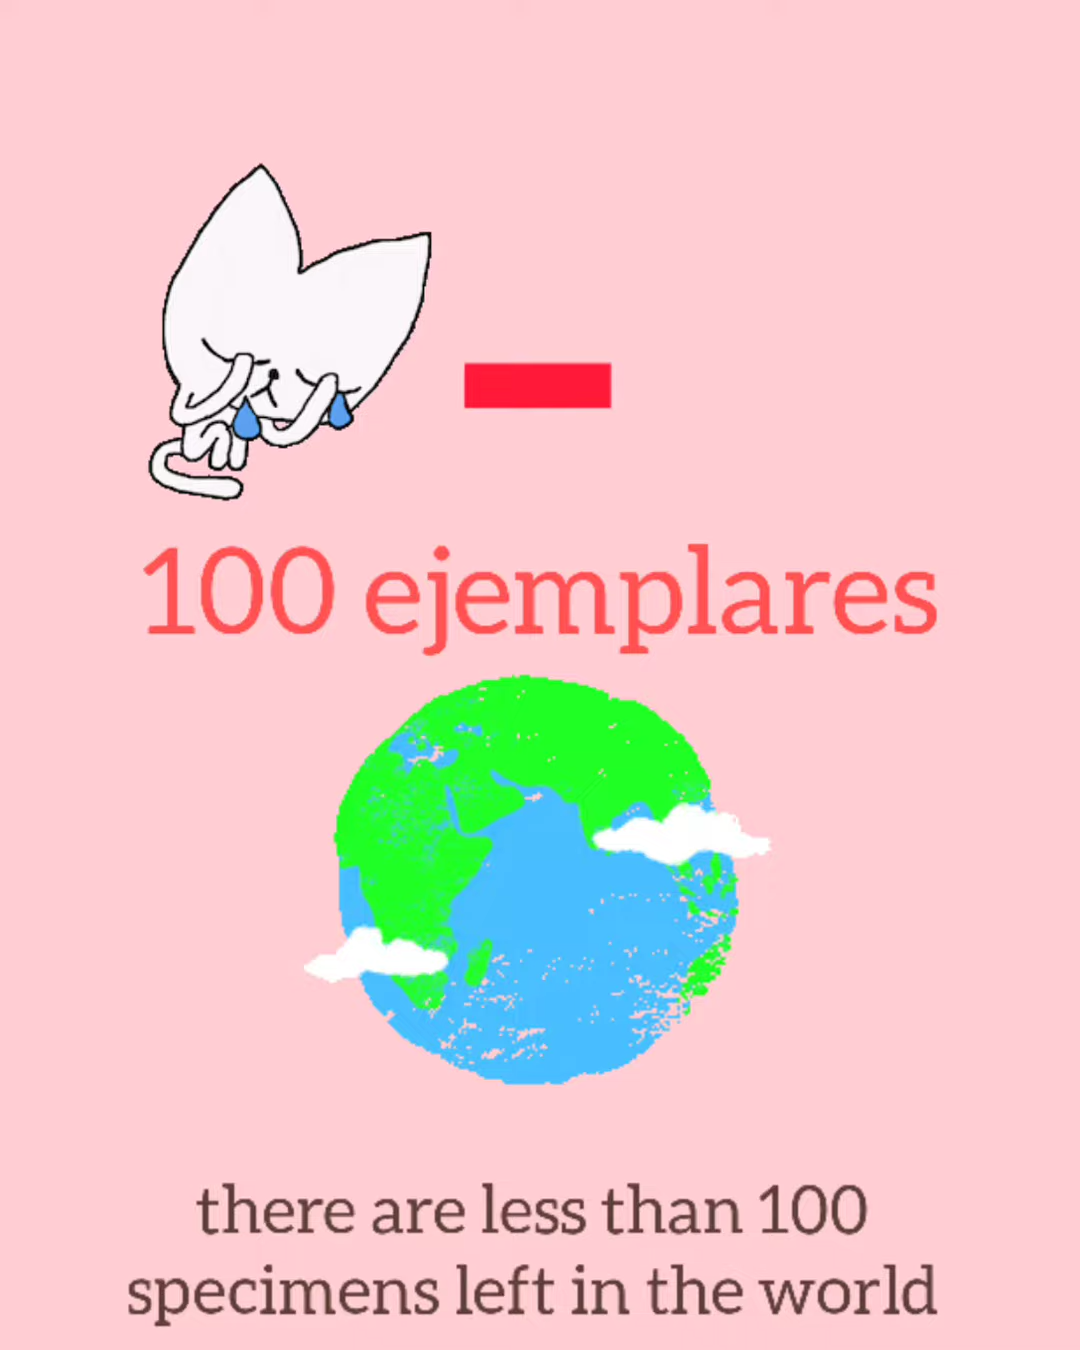 100 ejemplares
there are less than 100
specimens left in the world